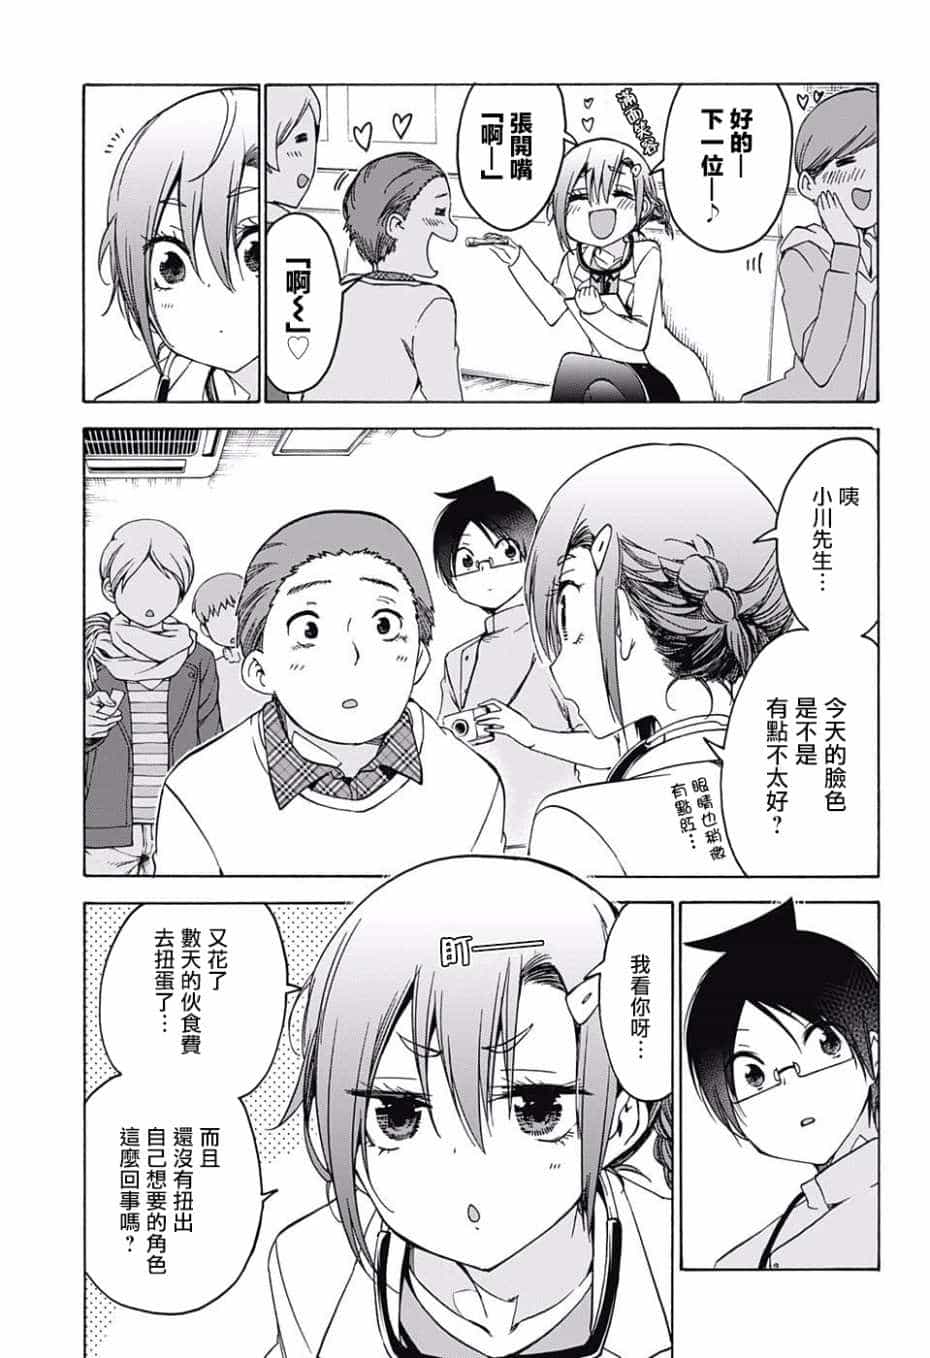 好的—
下一位—♪
滿面笑容
張開嘴
「啊—」
「啊~」♡
咦
小川先生…
今天的臉色
是不是
有點不太好?
眼睛也稍微
有點紅…
我看你呀…
盯——
又花了
數天的伙食費
去扭蛋了…
而且
還沒有扭出
自己想要的角色
這麼回事嗎?